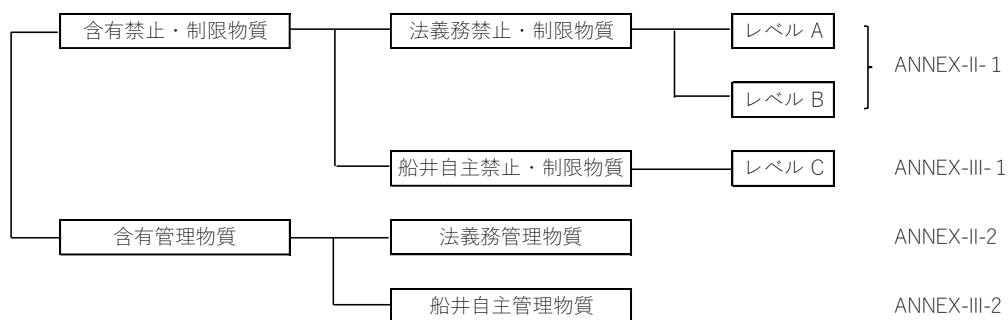 含有禁止・制限物質 法義務禁止・制限物質 レベル A
ANNEX-II- 1
レベル B
船井自主禁止・制限物質 レベル C ANNEX-III- 1
含有管理物質 法義務管理物質 ANNEX-II-2
船井自主管理物質 ANNEX-III-2